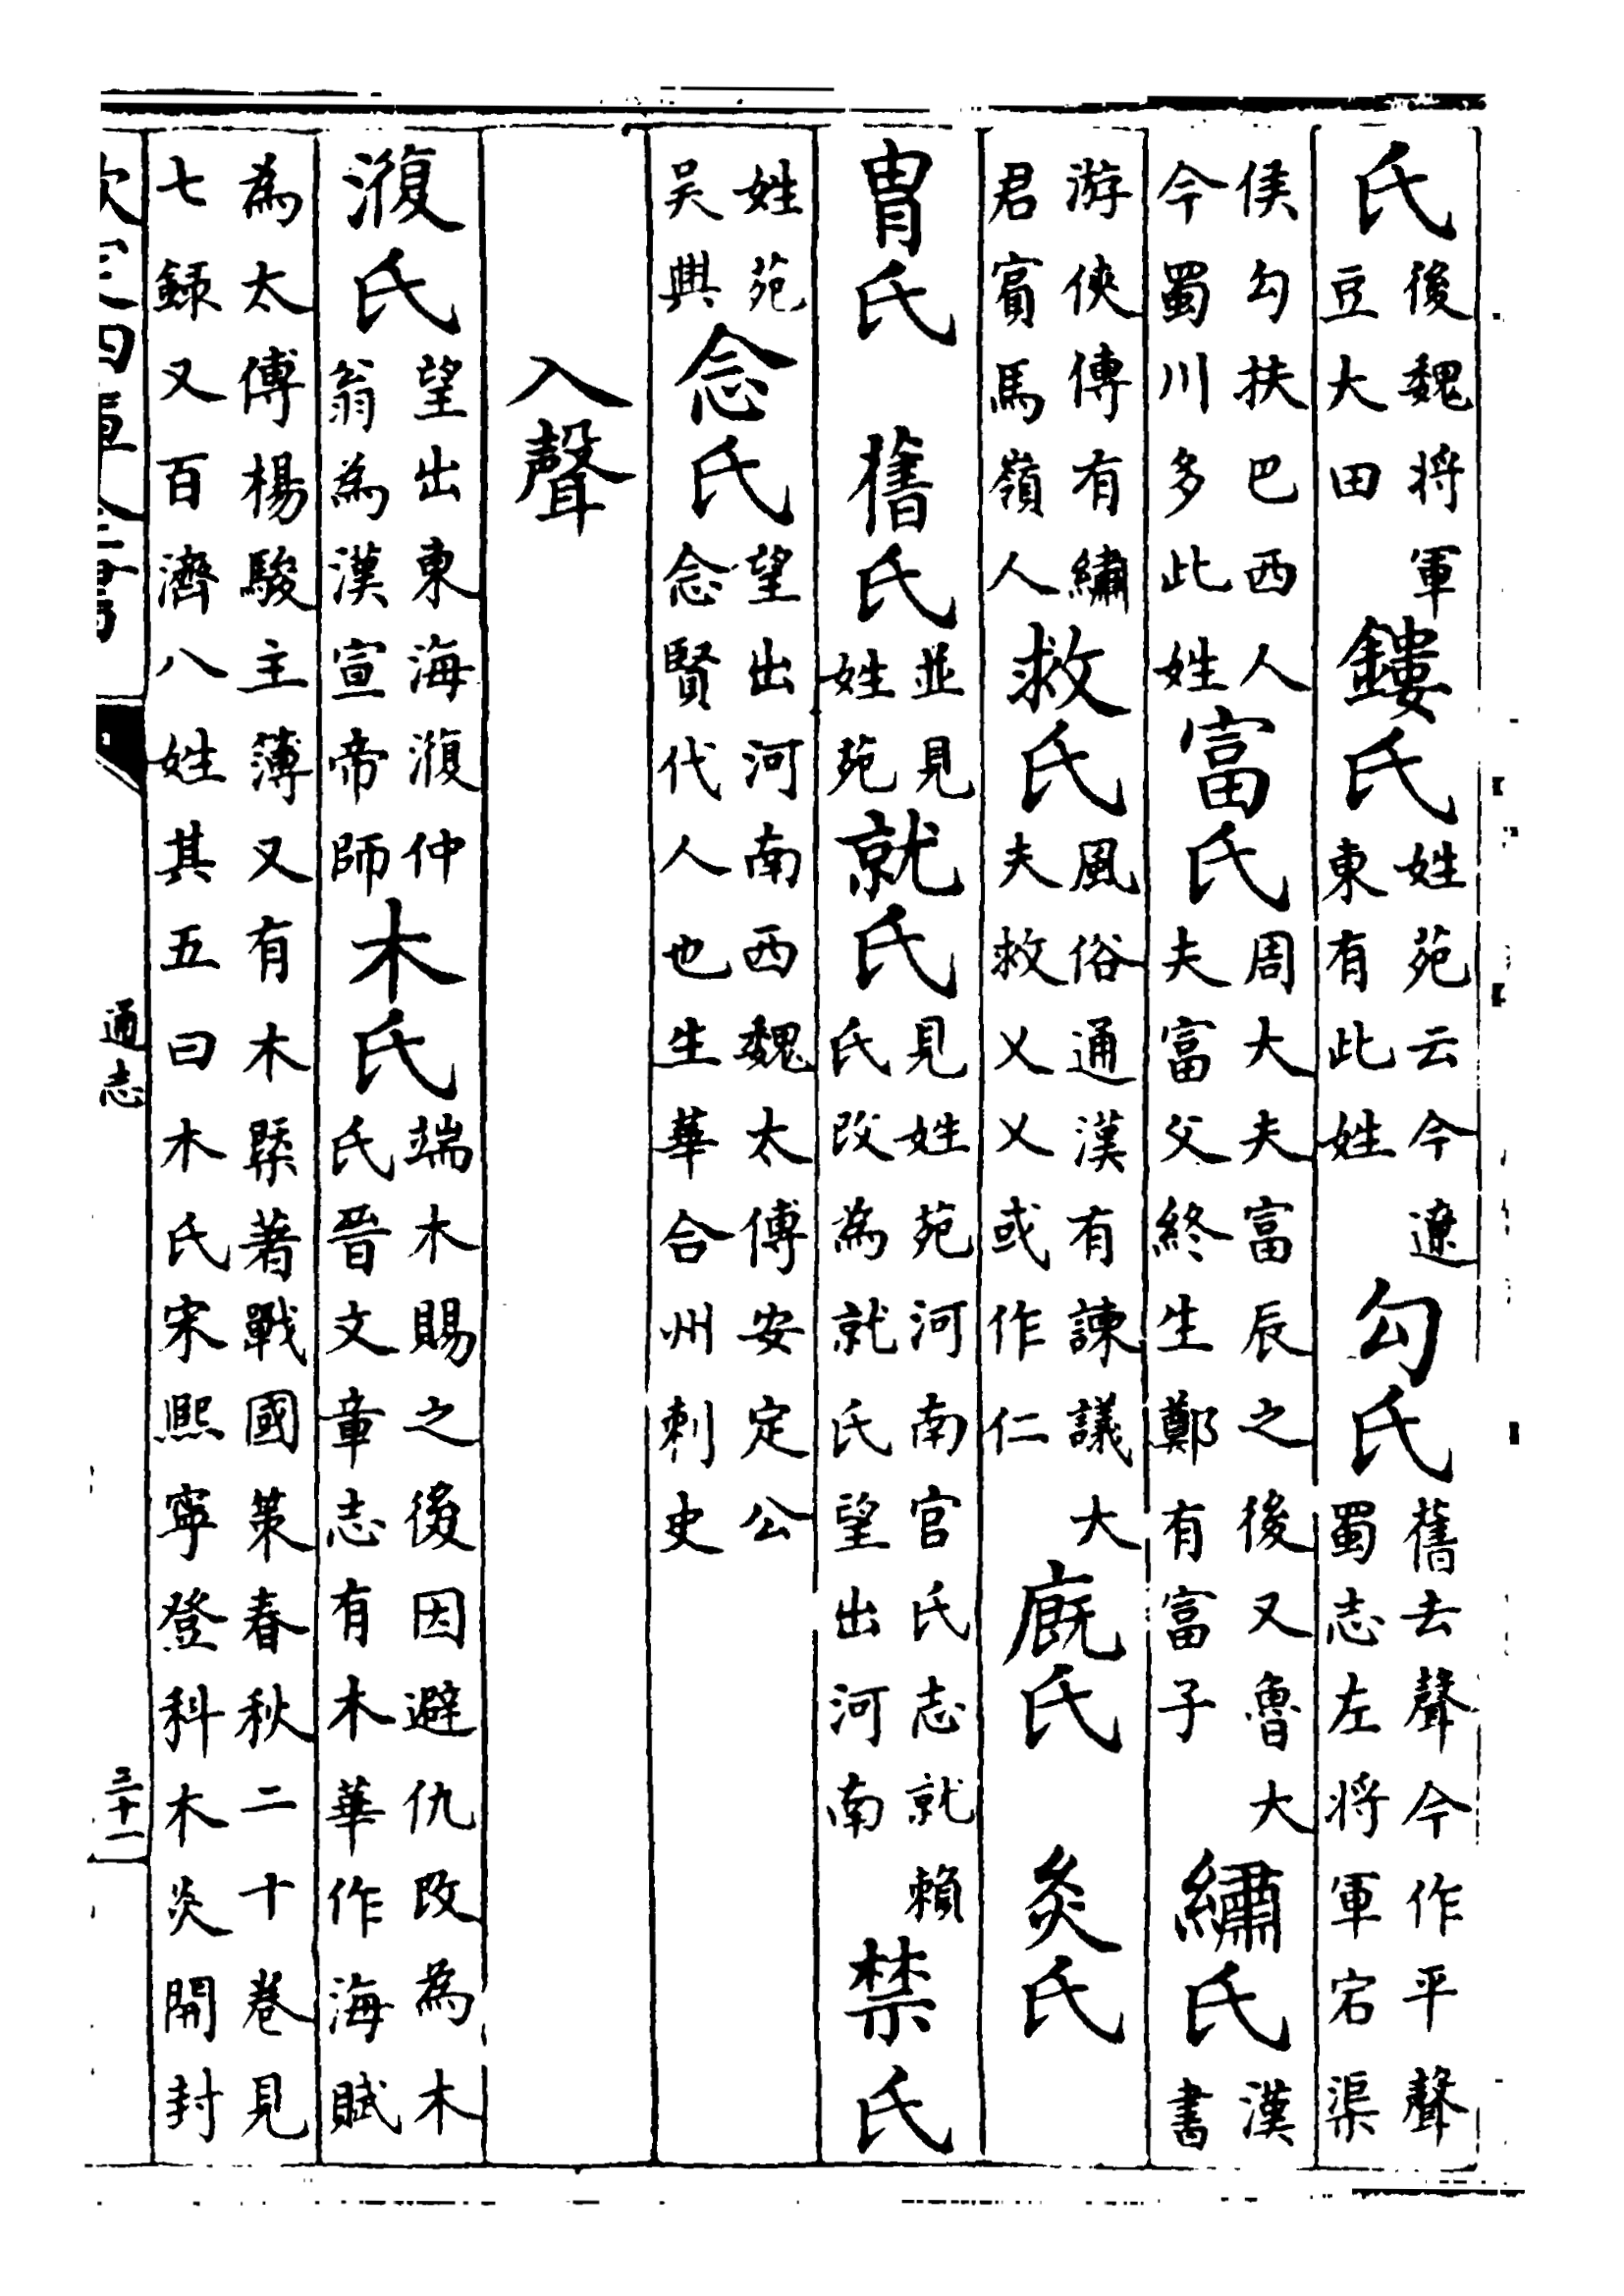 氏後魏将軍豆大田鏤氏姓苑云今遼東有此姓勾氏舊去聲今作平聲蜀志左将軍宕渠
侯勾扶巴西人今蜀川多此姓富氏周大夫富辰之後又魯大夫富父終生鄭有富子繡氏漢書
游俠傳有繡君賓馬嶺人救氏風俗通漢有諫議大夫救乂乂或作仁廐氏　灸氏
胄氏　舊氏並見姓苑就氏見姓苑河南官氏志就賴氏改為就氏望出河南禁氏
姓苑吴興念氏望出河南西魏太傅安定公念賢代人也生華合州刺史
入聲
澓氏望出東海澓仲翁為漢宣帝師木氏端木賜之後因避仇改為木氏晉文章志有木華作海賦
為太傅楊駿主簿又有木槩著戰國策春秋二十卷見七録又百濟八姓其五曰木氏宋熙寧登科木炎開封
欽定四庫全書　通志　三十一